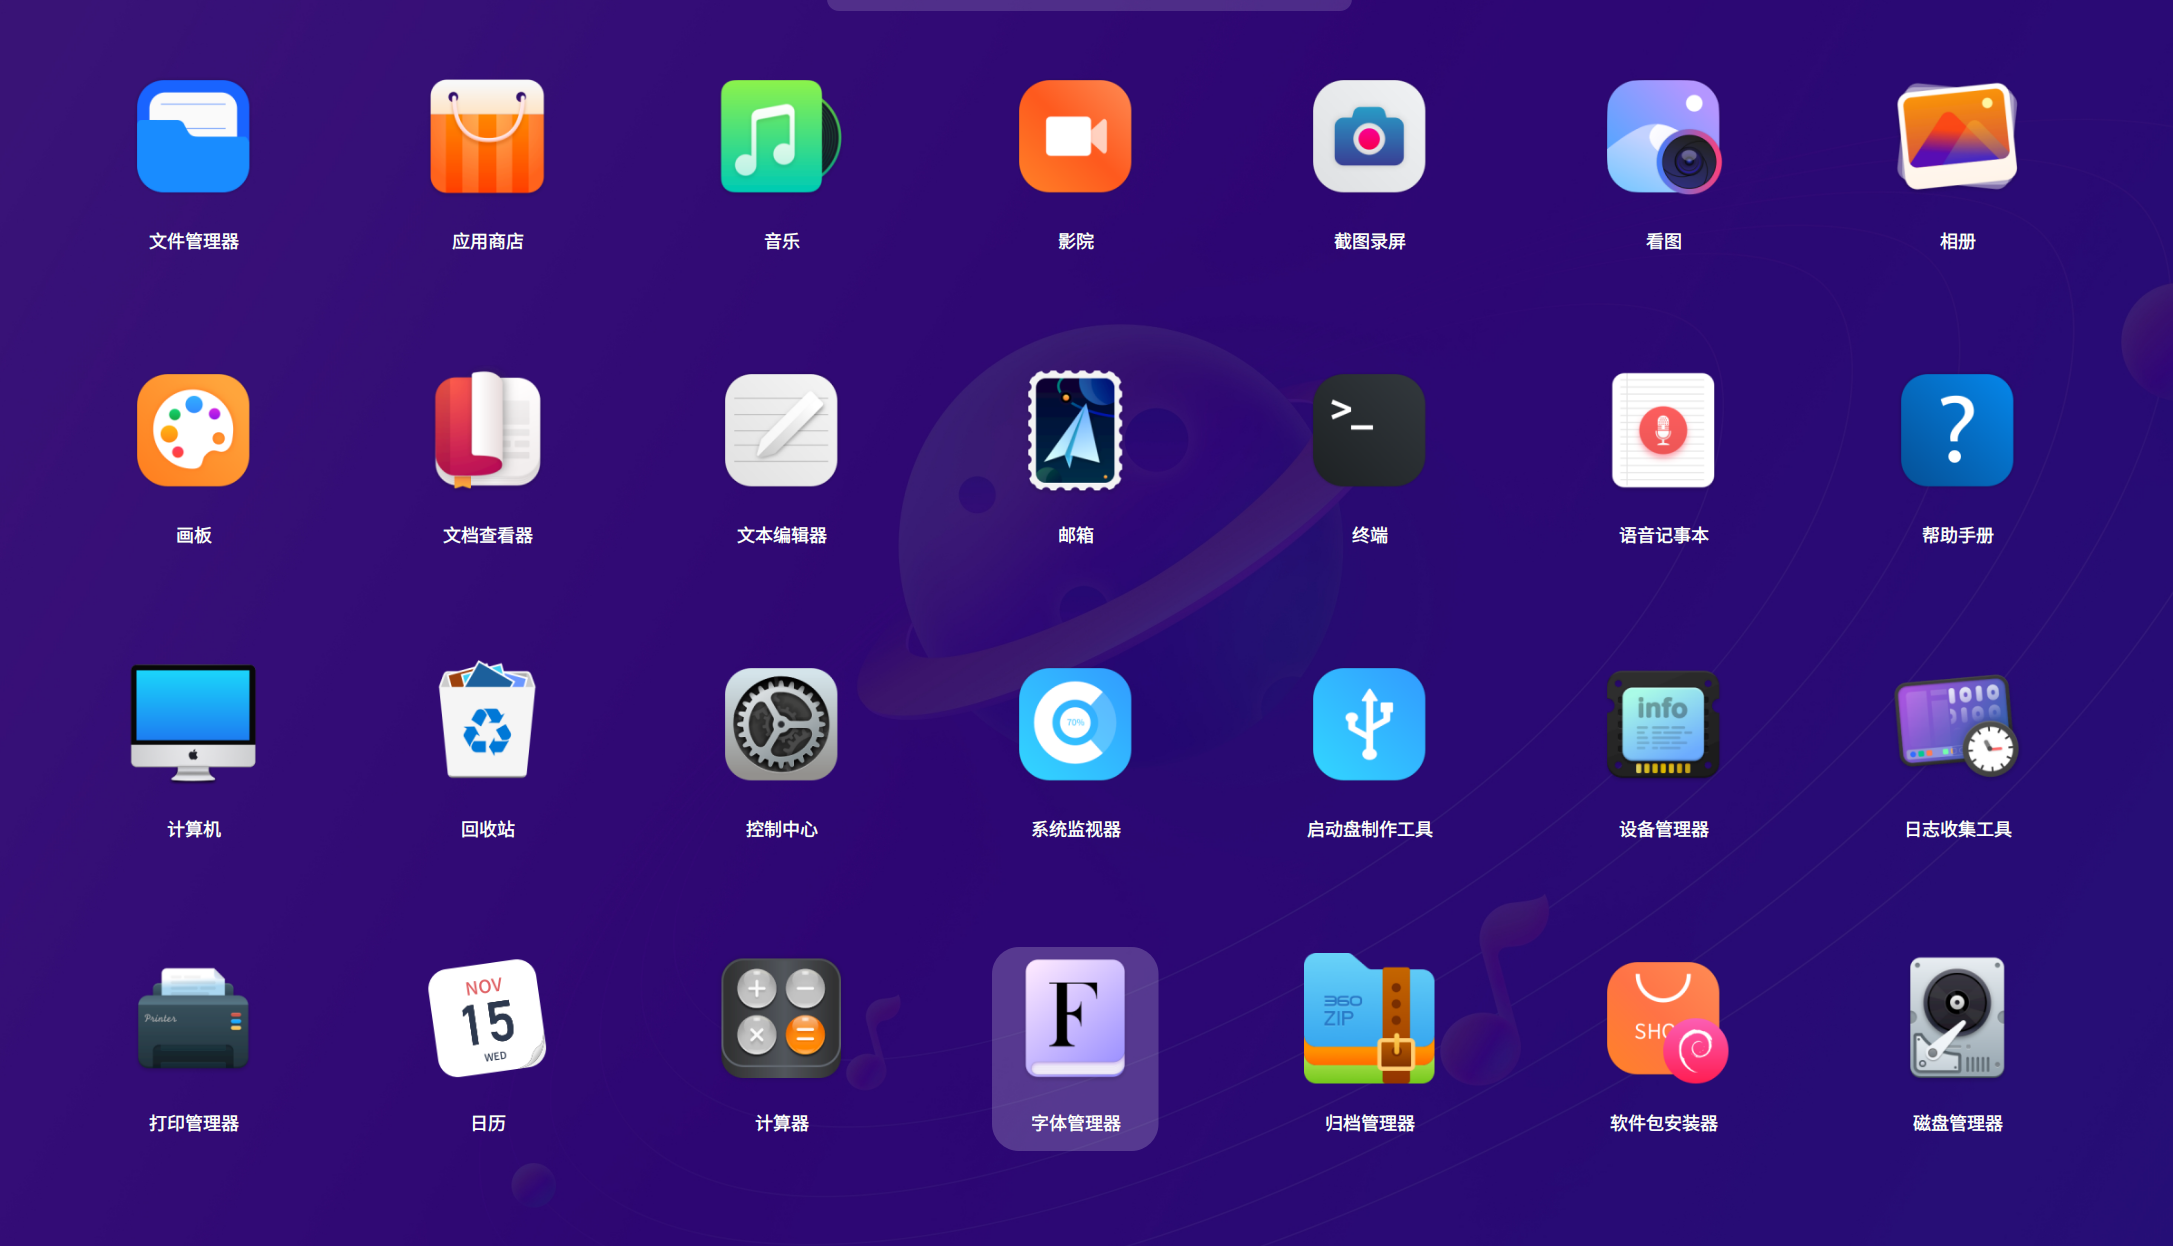 文件管理器
应用商店
音乐
影院
截图录屏
看图
相册
>_
?
画板
文档查看器
文本编辑器
邮箱
终端
语音记事本
帮助手册
70%
info
1010
0101
计算机
回收站
控制中心
系统监视器
启动盘制作工具
设备管理器
日志收集工具
Printer
NOV
15
WED
+ −
× =
F
360
ZIP
SHO
打印管理器
日历
计算器
字体管理器
归档管理器
软件包安装器
磁盘管理器